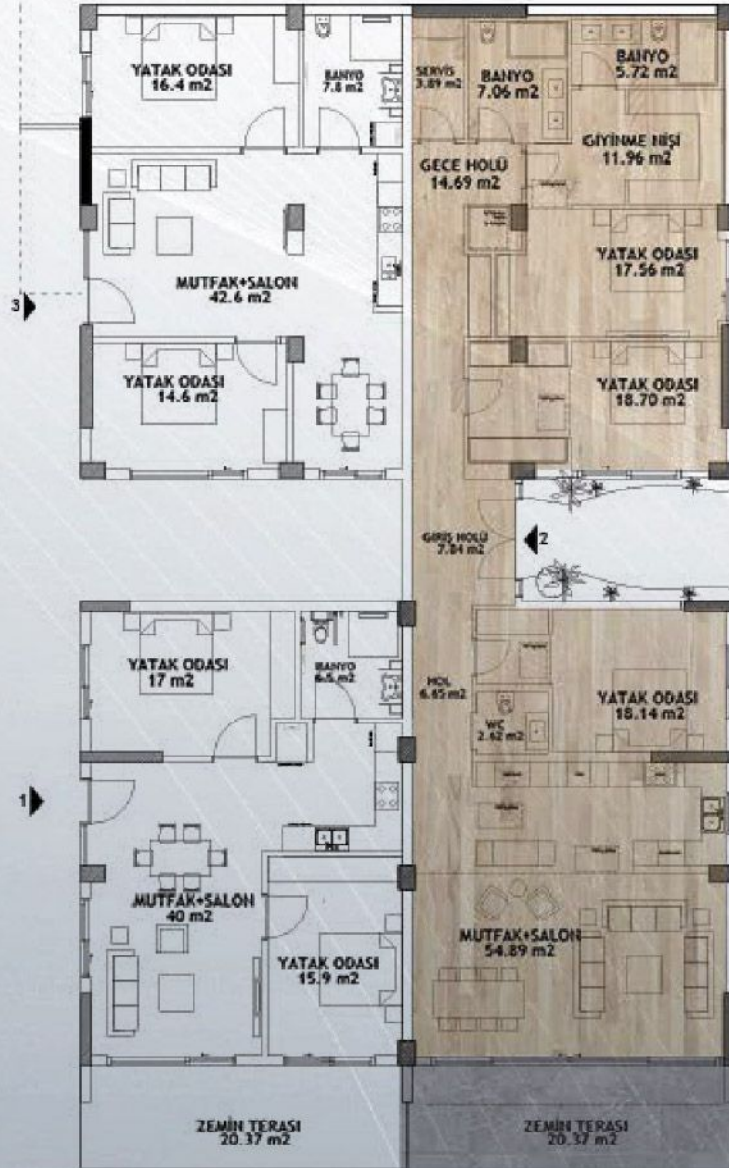 YATAK ODASI
16.4 m2
BANYO
7.8 m2
SERVİS
3.89 m2
BANYO
7.06 m2
BANYO
5.72 m2
GİYİNME NİŞİ
11.96 m2
GECE HOLÜ
14.69 m2
MUTFAK+SALON
42.6 m2
YATAK ODASI
17.56 m2
3
YATAK ODASI
14.6 m2
YATAK ODASI
18.70 m2
GİRİŞ HOLÜ
7.84 m2
2
YATAK ODASI
17 m2
BANYO
6.5 m2
HOL
6.65 m2
YATAK ODASI
18.14 m2
WC
2.62 m2
1
MUTFAK+SALON
40 m2
YATAK ODASI
15.9 m2
MUTFAK+SALON
54.89 m2
ZEMİN TERASI
20.37 m2
ZEMİN TERASI
20.37 m2